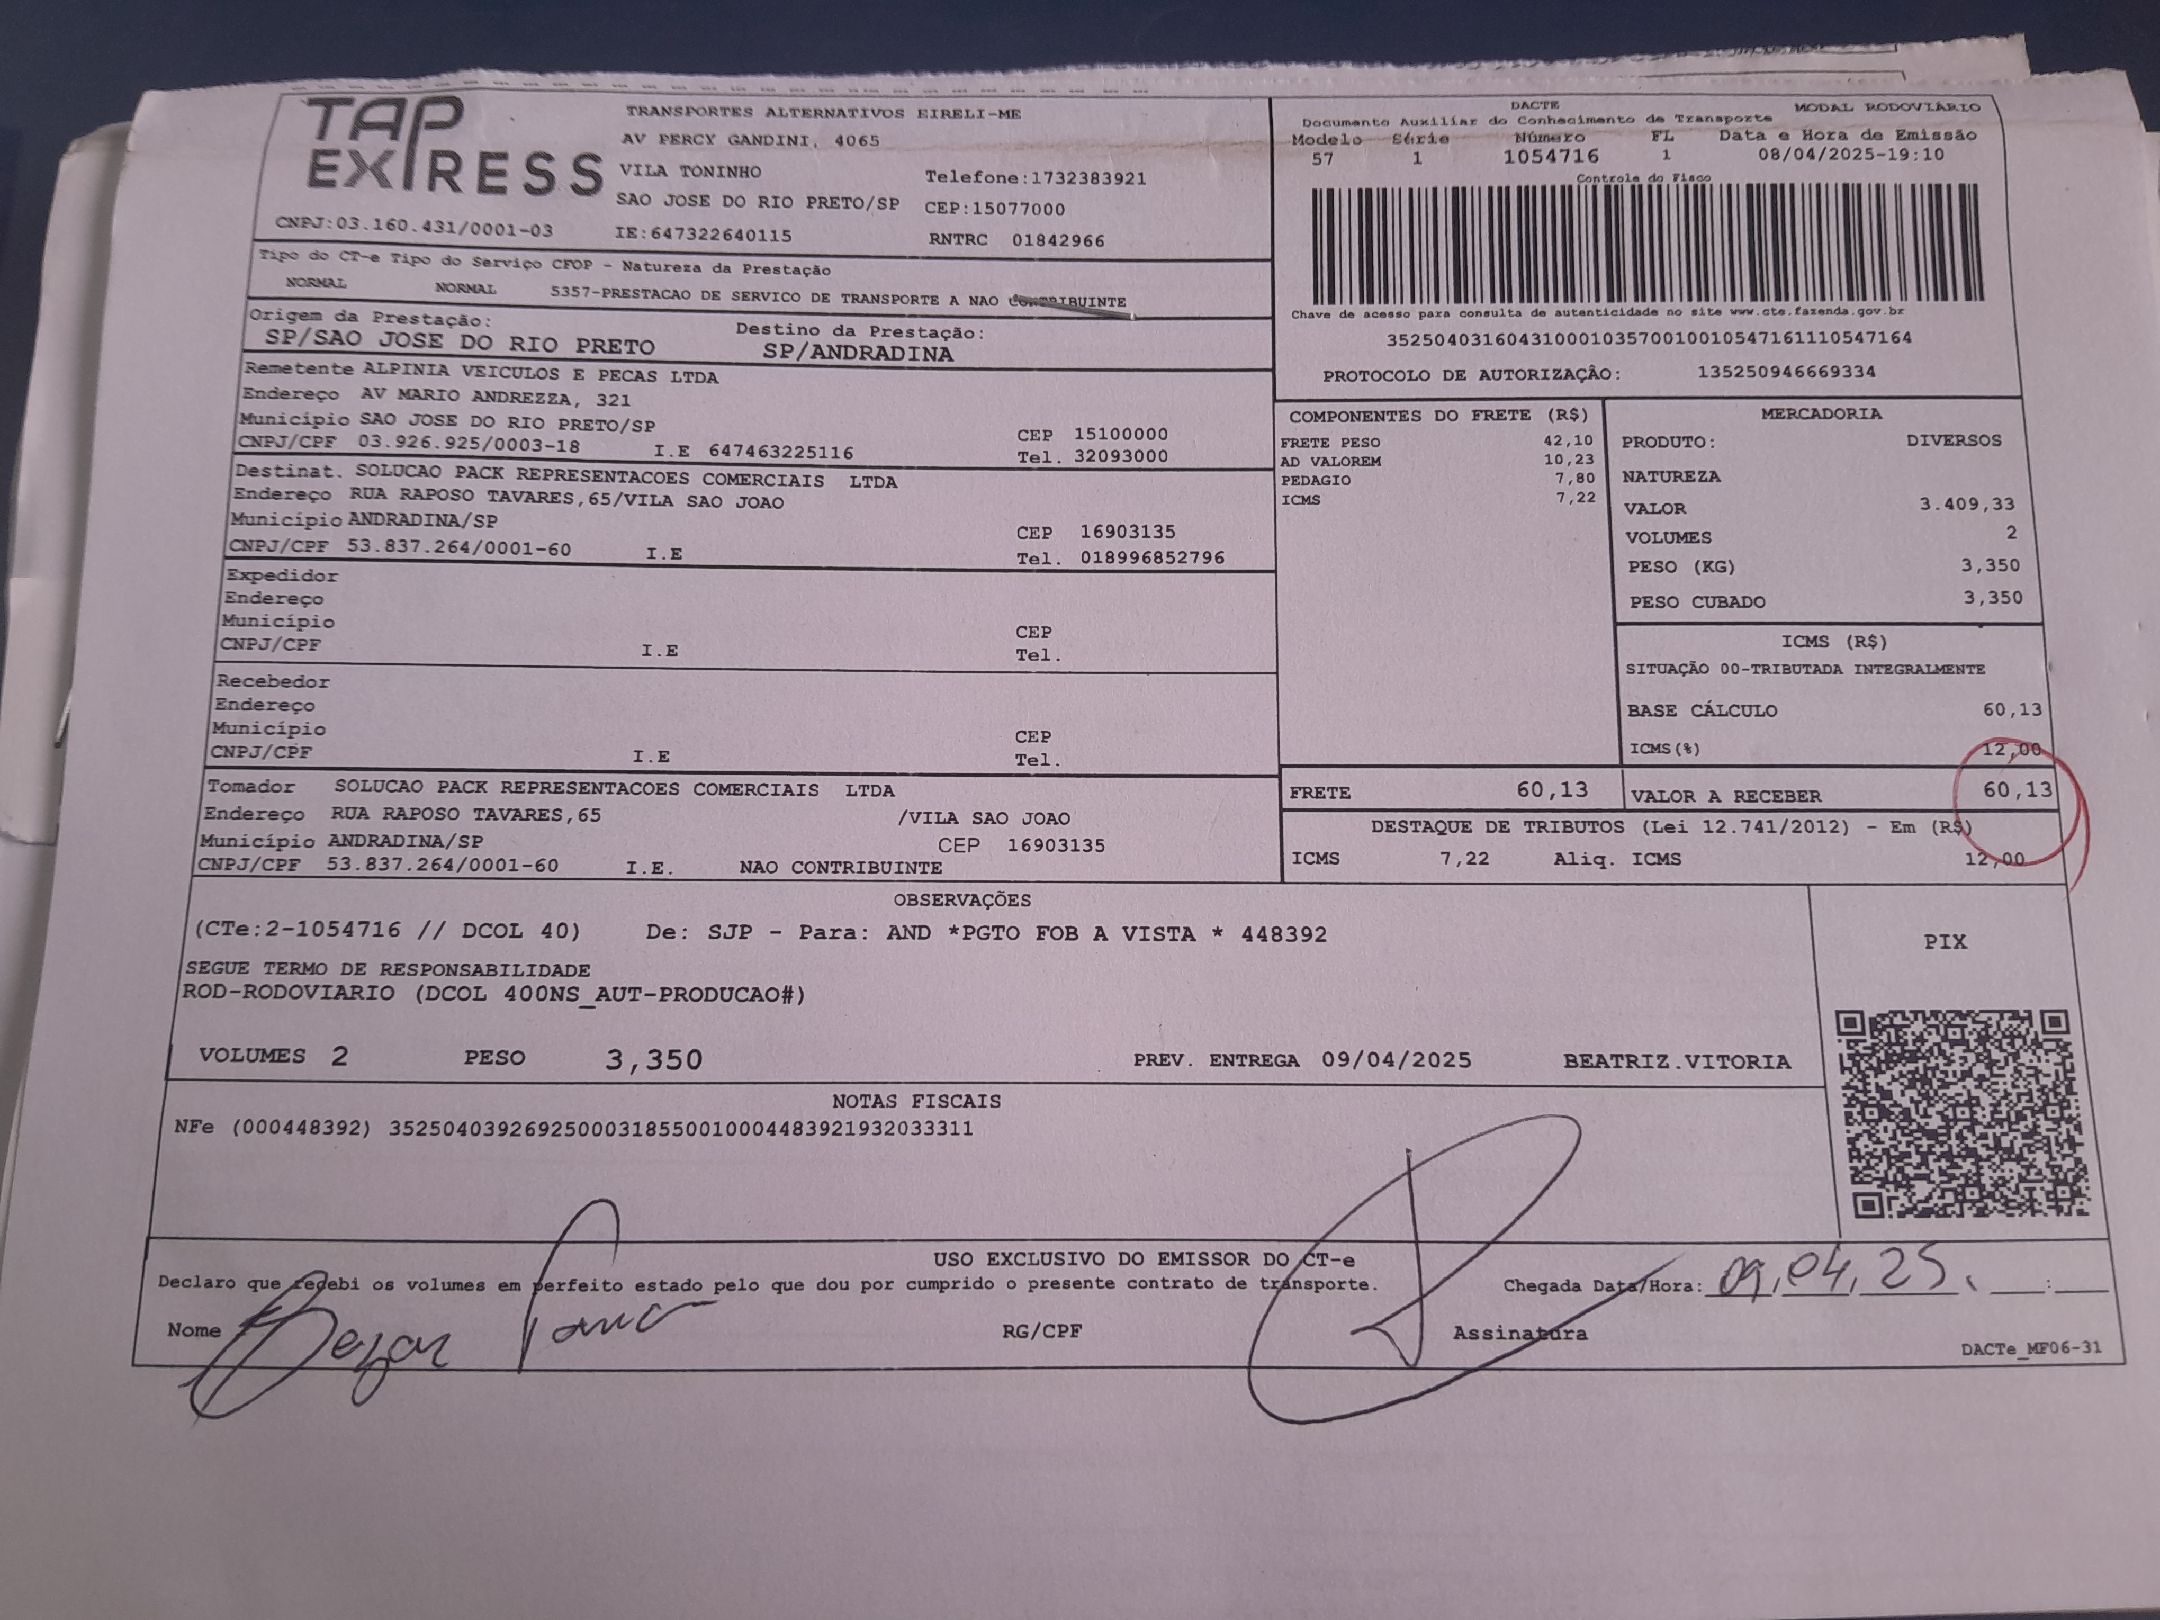 TAP EXPRESS
TRANSPORTES ALTERNATIVOS EIRELI-ME
AV PERCY GANDINI, 4065
VILA TONINHO Telefone:1732383921
SAO JOSE DO RIO PRETO/SP CEP:15077000
CNPJ:03.160.431/0001-03 IE:647322640115 RNTRC 01842966
DACTE MODAL RODOVIÁRIO
Documento Auxiliar do Conhecimento de Transporte
Modelo Série Número FL Data e Hora de Emissão
57 1 1054716 1 08/04/2025-19:10
Controle do Fisco
Chave de acesso para consulta de autenticidade no site www.cte.fazenda.gov.br
35250403160431000103570010010547161110547164
PROTOCOLO DE AUTORIZAÇÃO: 135250946669334
Tipo do CT-e Tipo do Serviço CFOP - Natureza da Prestação
NORMAL NORMAL 5357-PRESTACAO DE SERVICO DE TRANSPORTE A NAO CONTRIBUINTE
Origem da Prestação: Destino da Prestação:
SP/SAO JOSE DO RIO PRETO SP/ANDRADINA
Remetente ALPINIA VEICULOS E PECAS LTDA
Endereço AV MARIO ANDREZZA, 321
Município SAO JOSE DO RIO PRETO/SP CEP 15100000
CNPJ/CPF 03.926.925/0003-18 I.E 647463225116 Tel. 32093000
Destinat. SOLUCAO PACK REPRESENTACOES COMERCIAIS LTDA
Endereço RUA RAPOSO TAVARES,65/VILA SAO JOAO
Município ANDRADINA/SP CEP 16903135
CNPJ/CPF 53.837.264/0001-60 I.E Tel. 018996852796
Expedidor
Endereço
Município CEP
CNPJ/CPF I.E Tel.
Recebedor
Endereço
Município CEP
CNPJ/CPF I.E Tel.
Tomador SOLUCAO PACK REPRESENTACOES COMERCIAIS LTDA
Endereço RUA RAPOSO TAVARES,65 /VILA SAO JOAO
Município ANDRADINA/SP CEP 16903135
CNPJ/CPF 53.837.264/0001-60 I.E. NAO CONTRIBUINTE
COMPONENTES DO FRETE (R$)
FRETE PESO 42,10
AD VALOREM 10,23
PEDAGIO 7,80
ICMS 7,22
MERCADORIA
PRODUTO: DIVERSOS
NATUREZA
VALOR 3.409,33
VOLUMES 2
PESO (KG) 3,350
PESO CUBADO 3,350
ICMS (R$)
SITUAÇÃO 00-TRIBUTADA INTEGRALMENTE
BASE CÁLCULO 60,13
ICMS(%) 12,00
FRETE 60,13 VALOR A RECEBER 60,13
DESTAQUE DE TRIBUTOS (Lei 12.741/2012) - Em (R$)
ICMS 7,22 Aliq. ICMS 12,00
OBSERVAÇÕES
(CTe:2-1054716 // DCOL 40) De: SJP - Para: AND *PGTO FOB A VISTA * 448392
SEGUE TERMO DE RESPONSABILIDADE
ROD-RODOVIARIO (DCOL 400NS_AUT-PRODUCAO#)
VOLUMES 2 PESO 3,350 PREV. ENTREGA 09/04/2025 BEATRIZ.VITORIA
PIX
NOTAS FISCAIS
NFe (000448392) 35250403926925000318550010004483921932033311
USO EXCLUSIVO DO EMISSOR DO CT-e
Declaro que recebi os volumes em perfeito estado pelo que dou por cumprido o presente contrato de transporte. Chegada Data/Hora: 09,04,25, :
Nome RG/CPF Assinatura
DACTe_MF06-31